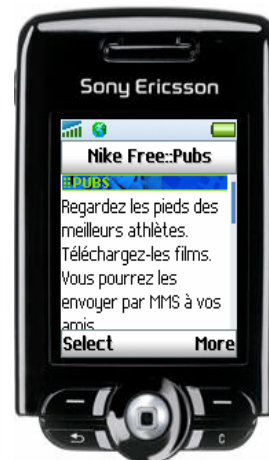 Sony Ericsson
Nike Free::Pubs
::PUBS
Regardez les pieds des
meilleurs athlètes.
Téléchargez-les films.
Vous pourrez les
envoyer par MMS à vos
amis
Select More
C